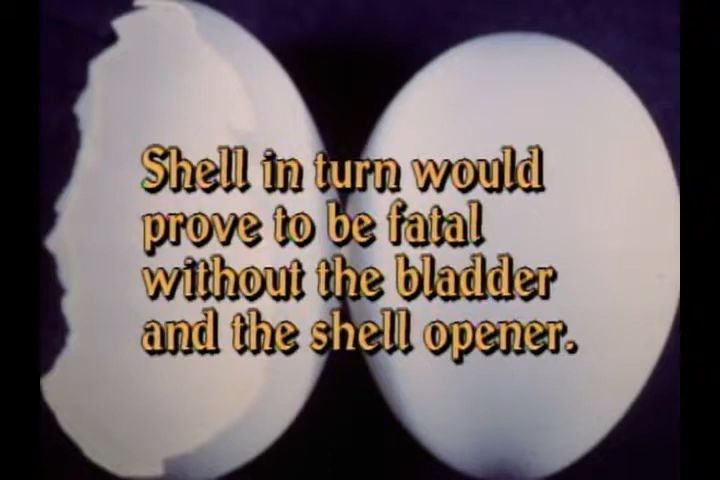 Shell in turn would
prove to be fatal
without the bladder
and the shell opener.